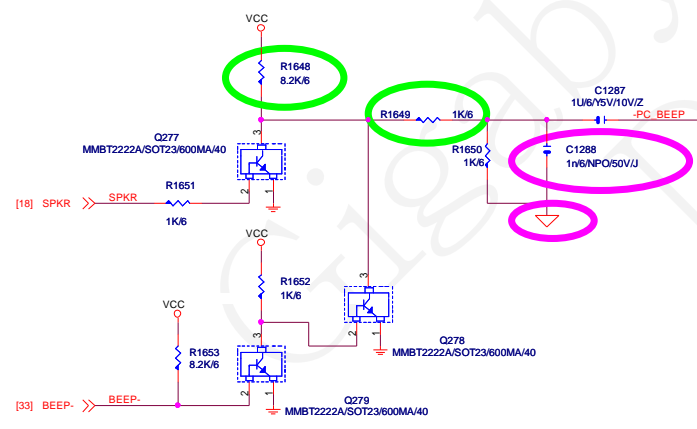 VCC
R1648
8.2K/6
C1287
1U/6/Y5V/10V/Z
-PC_BEEP
R1649
1K/6
3
Q277
MMBT2222A/SOT23/600MA/40
R1650
1K/6
C1288
1n/6/NPO/50V/J
R1651
2
1
[18] SPKR
SPKR
1K/6
VCC
R1652
1K/6
3
VCC
2
1
Q278
MMBT2222A/SOT23/600MA/40
3
R1653
8.2K/6
2
1
[33] BEEP-
BEEP-
Q279
MMBT2222A/SOT23/600MA/40
Gigaby